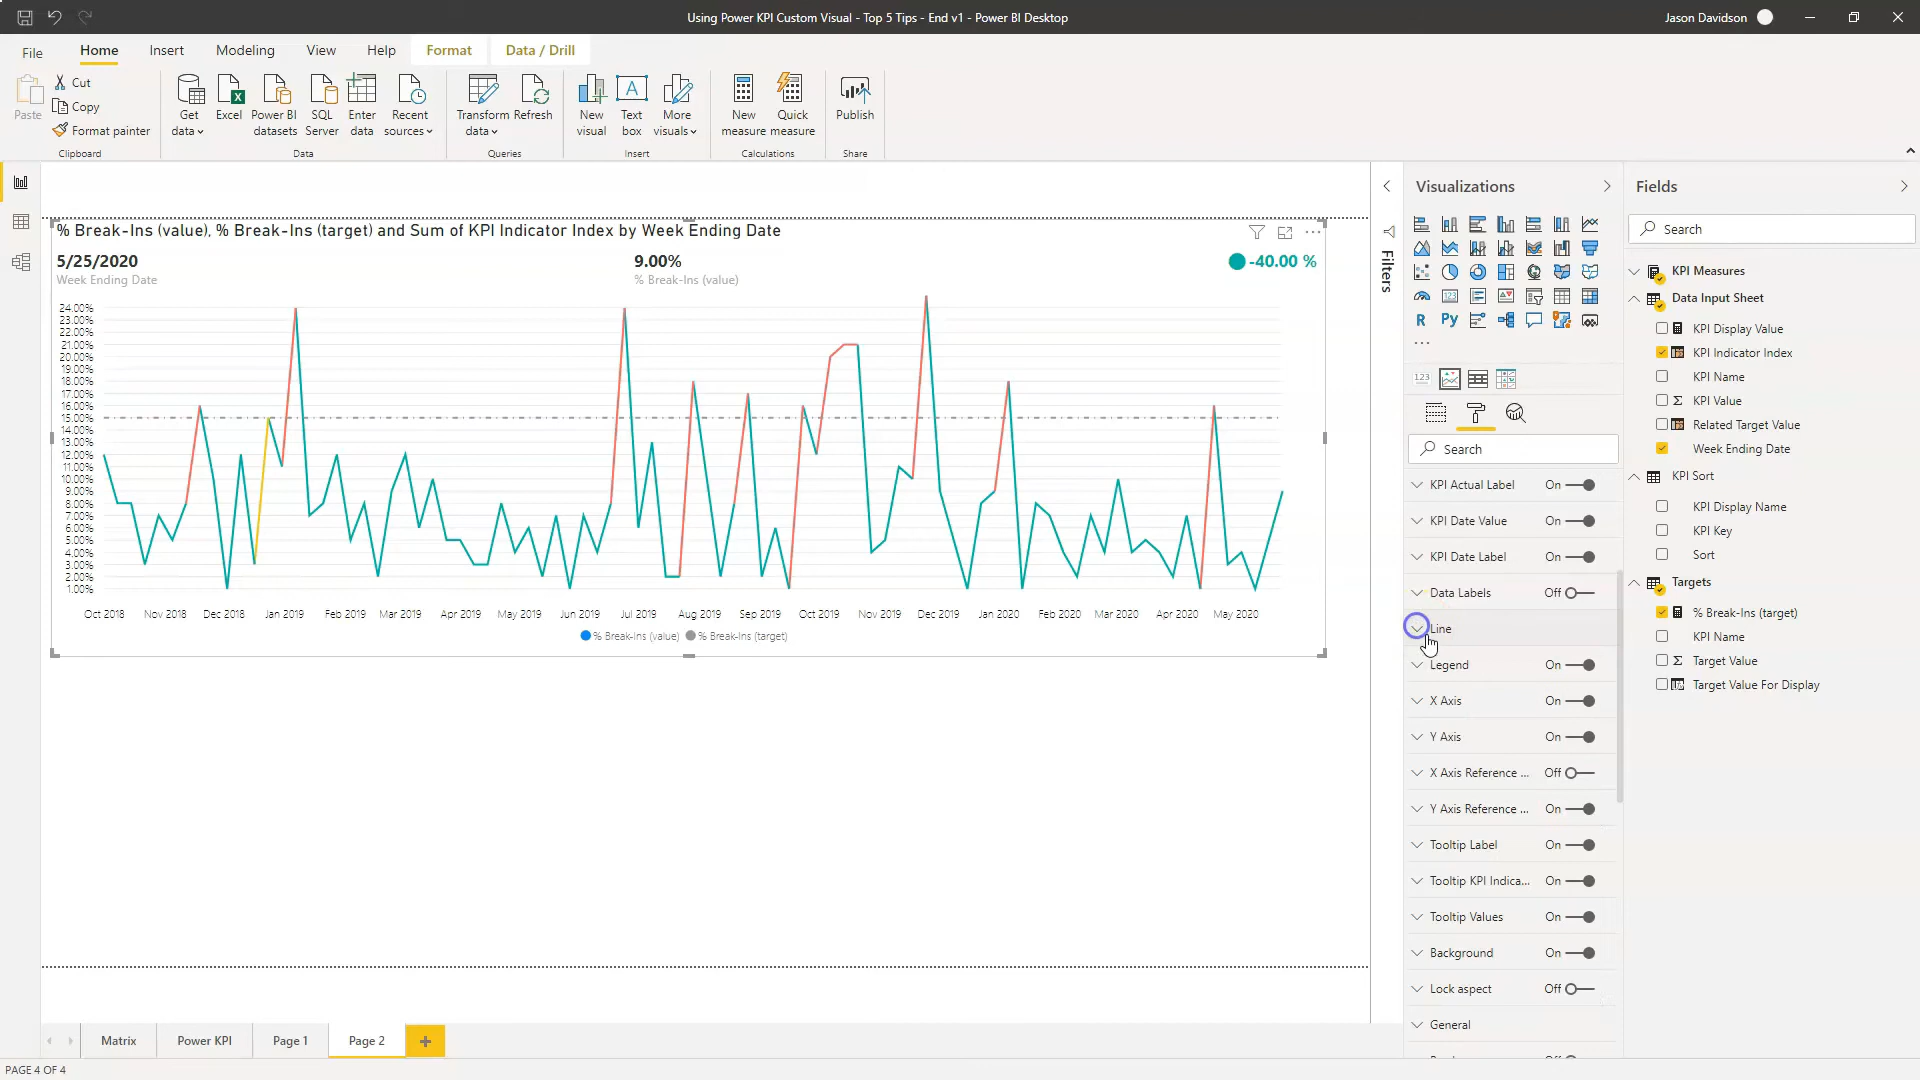 Using Power KPI Custom Visual - Top 5 Tips - End v1 - Power BI Desktop
Jason Davidson
File Home Insert Modeling View Help Format Data / Drill
Paste
Cut
Copy
Format painter
Clipboard
Get data
Excel
Power BI datasets
SQL Server
Enter data
Recent sources
Data
Transform data
Refresh
Queries
New visual
Text box
More visuals
Insert
New measure
Quick measure
Calculations
Publish
Share
% Break-Ins (value), % Break-Ins (target) and Sum of KPI Indicator Index by Week Ending Date
5/25/2020
Week Ending Date
9.00%
% Break-Ins (value)
-40.00 %
24.00%
23.00%
22.00%
21.00%
20.00%
19.00%
18.00%
17.00%
16.00%
15.00%
14.00%
13.00%
12.00%
11.00%
10.00%
9.00%
8.00%
7.00%
6.00%
5.00%
4.00%
3.00%
2.00%
1.00%
Oct 2018 Nov 2018 Dec 2018 Jan 2019 Feb 2019 Mar 2019 Apr 2019 May 2019 Jun 2019 Jul 2019 Aug 2019 Sep 2019 Oct 2019 Nov 2019 Dec 2019 Jan 2020 Feb 2020 Mar 2020 Apr 2020 May 2020
% Break-Ins (value) % Break-Ins (target)
Filters
Visualizations
R Py
123
123
Search
KPI Actual Label On
KPI Date Value On
KPI Date Label On
Data Labels Off
Line
Legend On
X Axis On
Y Axis On
X Axis Reference ... Off
Y Axis Reference ... On
Tooltip Label On
Tooltip KPI Indica... On
Tooltip Values On
Background On
Lock aspect Off
General
Fields
Search
KPI Measures
Data Input Sheet
KPI Display Value
KPI Indicator Index
KPI Name
Σ KPI Value
Related Target Value
Week Ending Date
KPI Sort
KPI Display Name
KPI Key
Sort
Targets
% Break-Ins (target)
KPI Name
Σ Target Value
Target Value For Display
Matrix Power KPI Page 1 Page 2 +
PAGE 4 OF 4